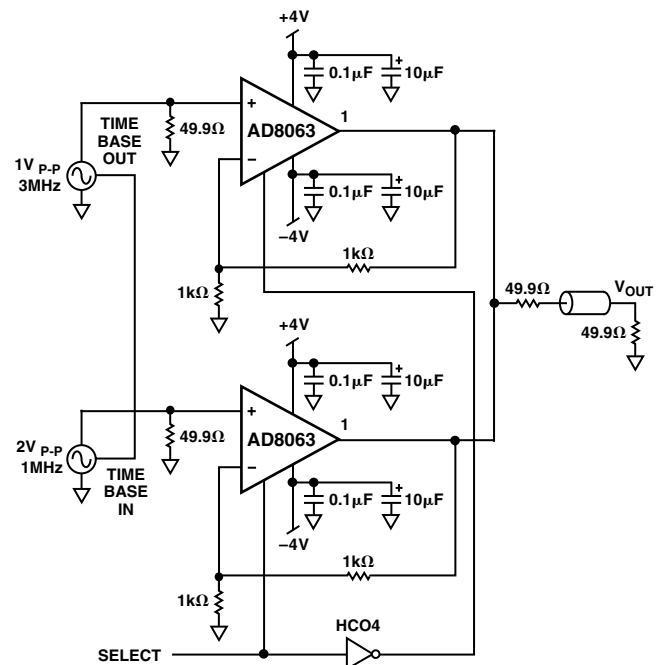 +4V
0.1μF
+
10μF
+
AD8063
1
−
TIME
BASE
OUT
49.9Ω
1V P-P
3MHz
0.1μF
+
10μF
−4V
1kΩ
1kΩ
49.9Ω
VOUT
49.9Ω
+4V
0.1μF
+
10μF
+
AD8063
1
−
49.9Ω
2V P-P
1MHz
TIME
BASE
IN
0.1μF
+
10μF
−4V
1kΩ
1kΩ
HCO4
SELECT